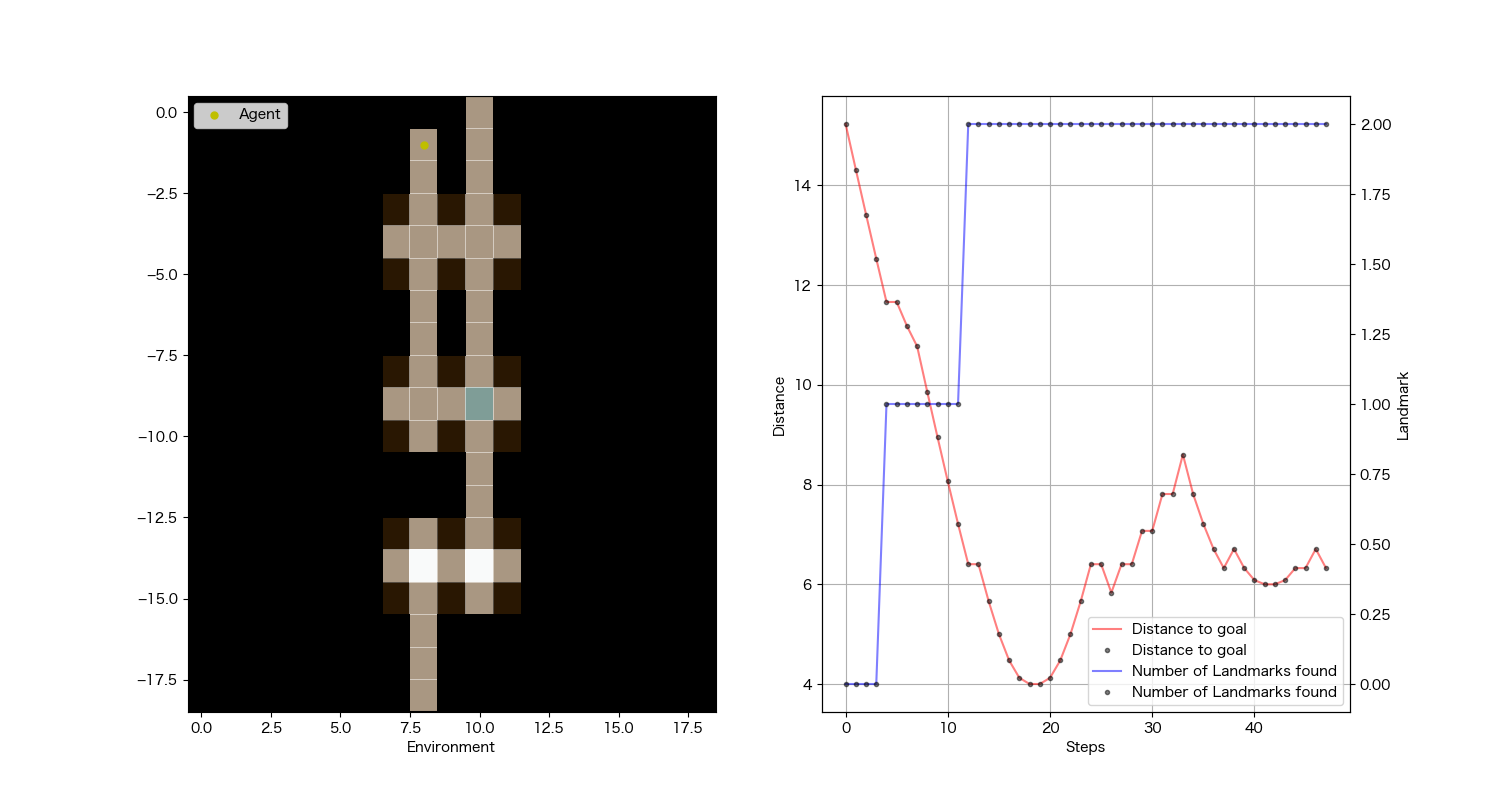 Agent
0.0
−2.5
−5.0
−7.5
−10.0
−12.5
−15.0
−17.5
0.0 2.5 5.0 7.5 10.0 12.5 15.0 17.5
Environment
Distance
14
12
10
8
6
4
0 10 20 30 40
Steps
2.00
1.75
1.50
1.25
1.00
0.75
0.50
0.25
0.00
Landmark
Distance to goal
Distance to goal
Number of Landmarks found
Number of Landmarks found